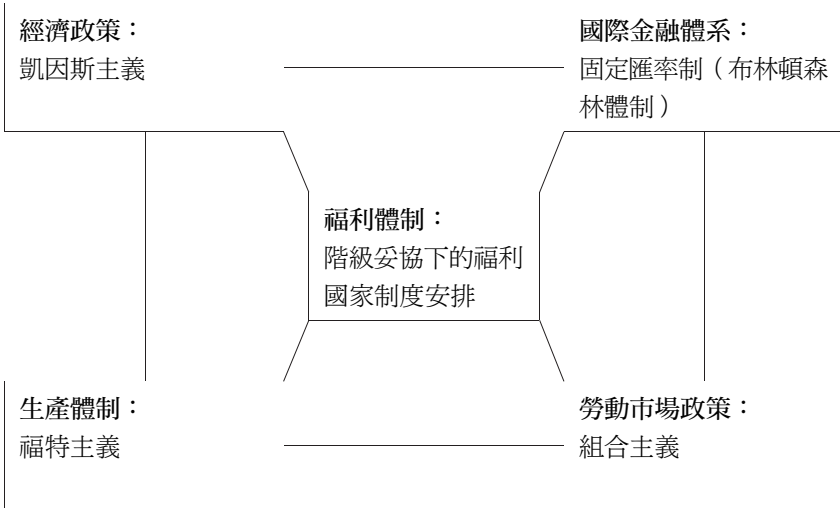 經濟政策：
凱因斯主義
國際金融體系：
固定匯率制（布林頓森
林體制）
福利體制：
階級妥協下的福利
國家制度安排
生產體制：
福特主義
勞動市場政策：
組合主義